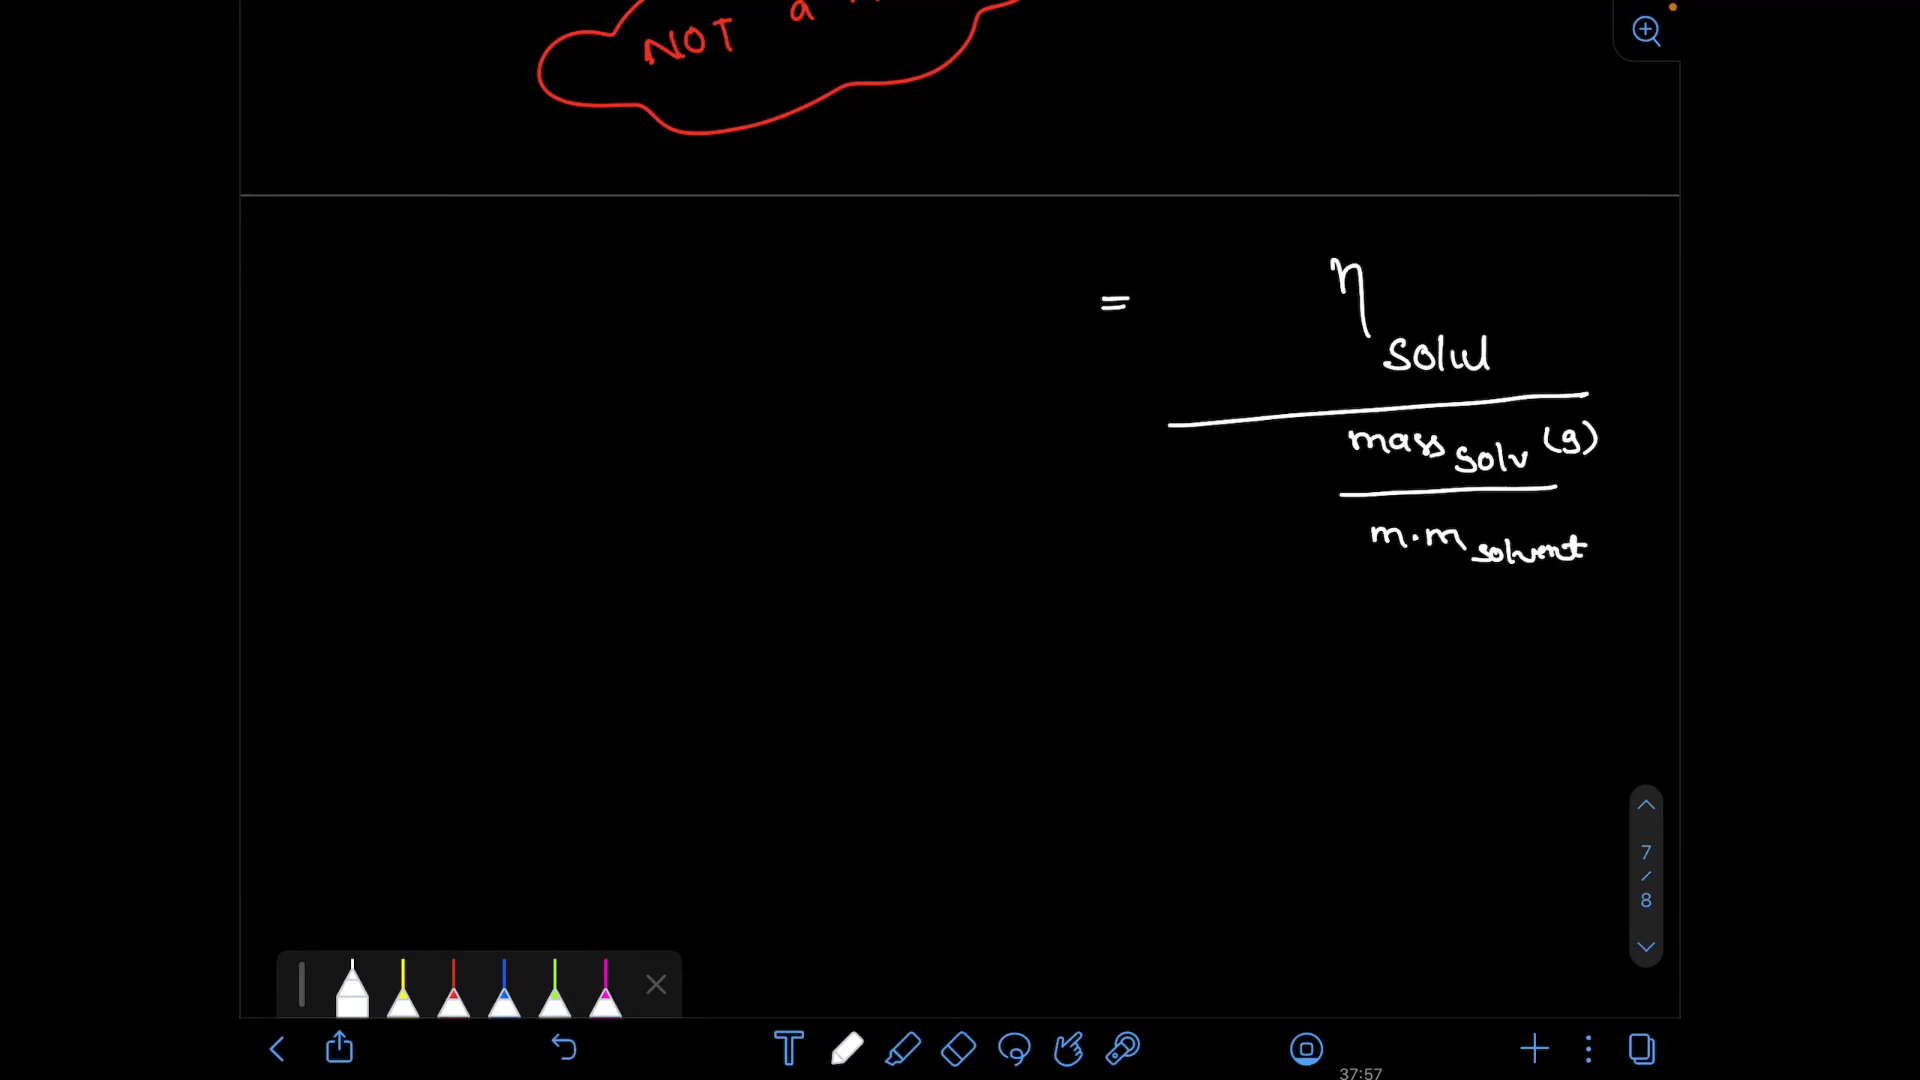 NOT a
=
η
solut
mass solv (g)
m.m solvent
7
/
8
T
37:57